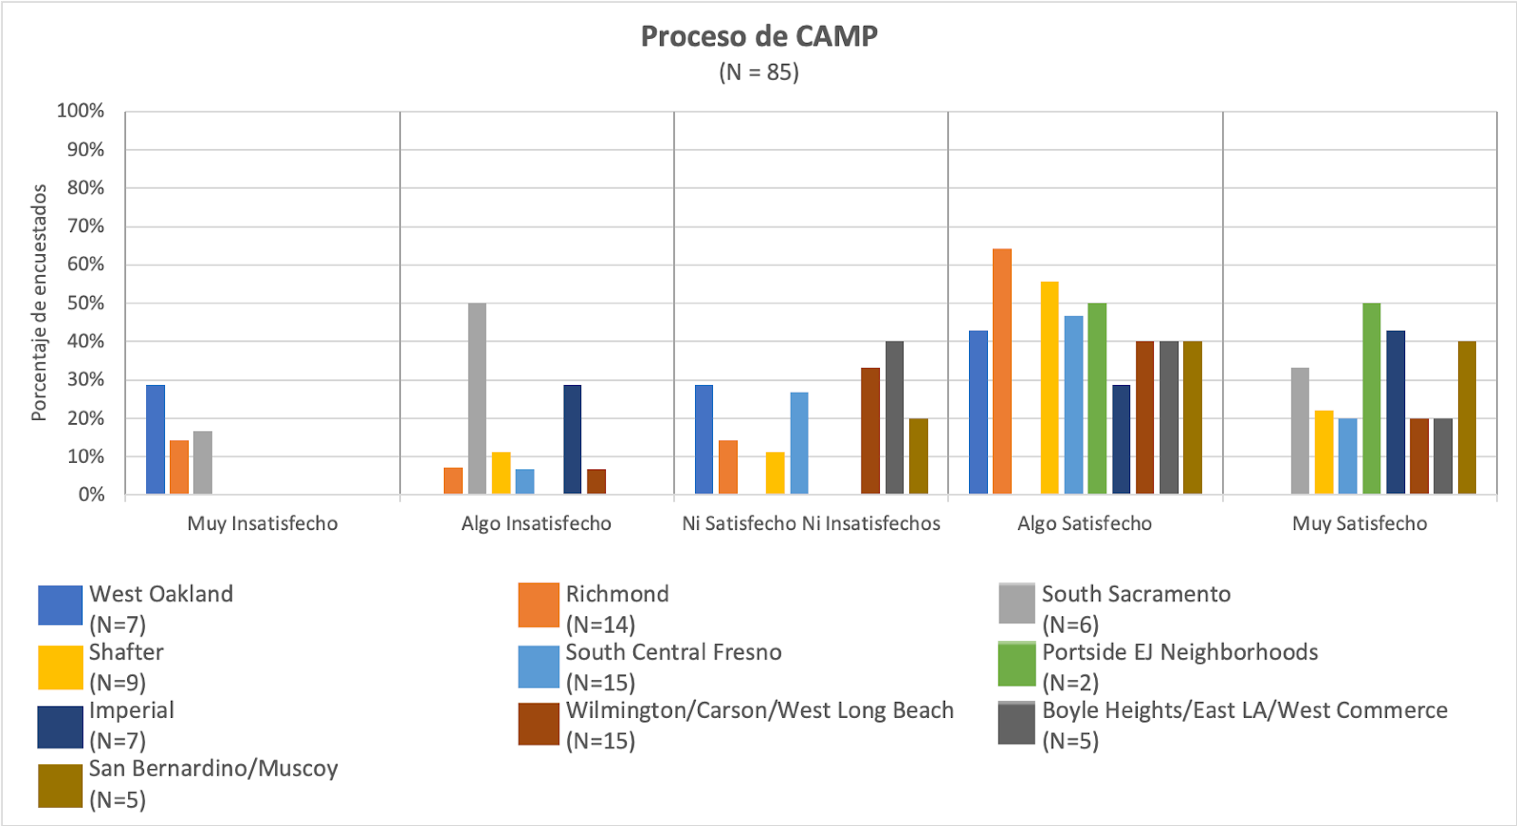 Proceso de CAMP
(N = 85)
Porcentaje de encuestados
100%
90%
80%
70%
60%
50%
40%
30%
20%
10%
0%
Muy Insatisfecho
Algo Insatisfecho
Ni Satisfecho Ni Insatisfechos
Algo Satisfecho
Muy Satisfecho
West Oakland
(N=7)
Richmond
(N=14)
South Sacramento
(N=6)
Shafter
(N=9)
South Central Fresno
(N=15)
Portside EJ Neighborhoods
(N=2)
Imperial
(N=7)
Wilmington/Carson/West Long Beach
(N=15)
Boyle Heights/East LA/West Commerce
(N=5)
San Bernardino/Muscoy
(N=5)